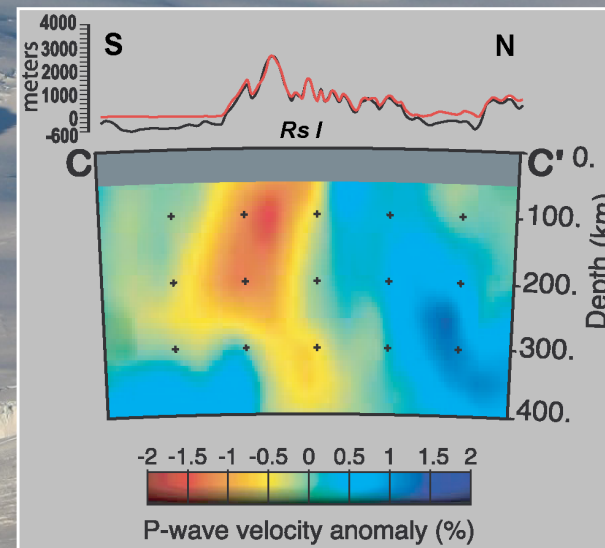 4000
S
N
3000
meters
2000
1000
0
-600
Rs I
C
C'
0.
100.
200.
Depth (km)
300.
400.
-2 -1.5 -1 -0.5 0 0.5 1 1.5 2
P-wave velocity anomaly (%)